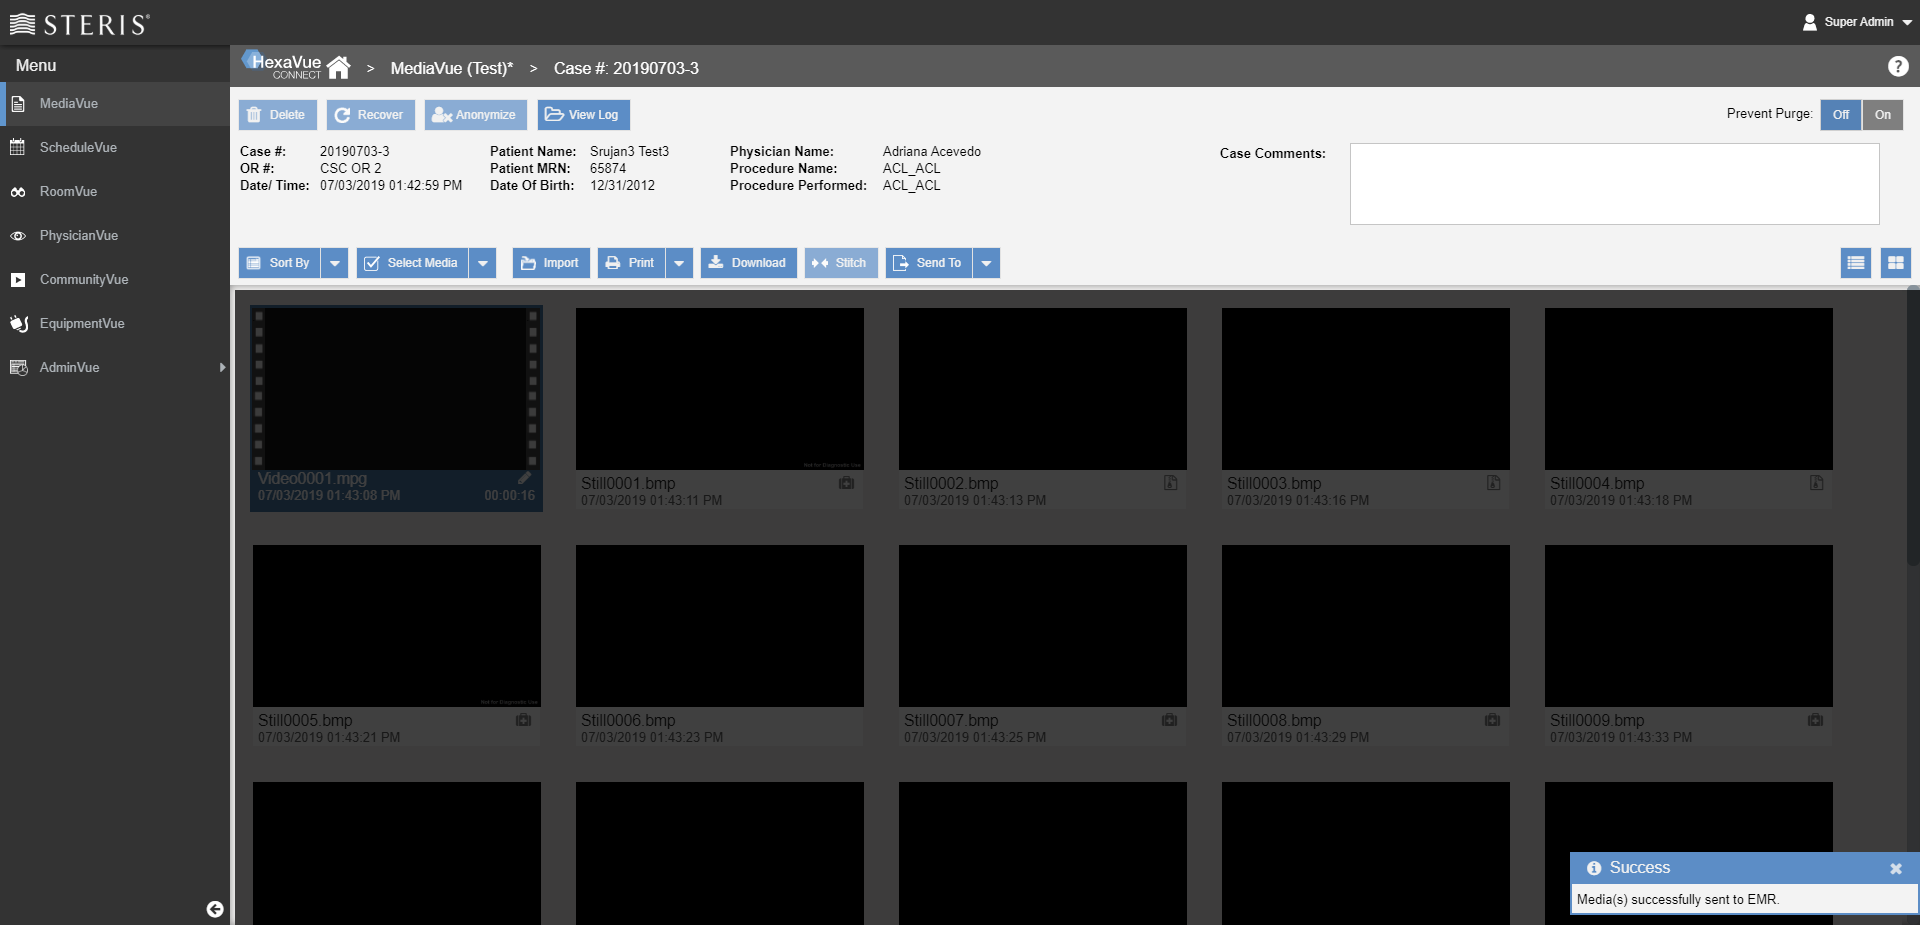 STERIS®
Super Admin
Menu
HexaVue
CONNECT
> MediaVue (Test)* > Case #: 20190703-3
?
MediaVue
ScheduleVue
RoomVue
PhysicianVue
CommunityVue
EquipmentVue
AdminVue
Delete Recover Anonymize View Log
Prevent Purge: Off On
Case #: 20190703-3 Patient Name: Srujan3 Test3 Physician Name: Adriana Acevedo
OR #: CSC OR 2 Patient MRN: 65874 Procedure Name: ACL_ACL
Date/ Time: 07/03/2019 01:42:59 PM Date Of Birth: 12/31/2012 Procedure Performed: ACL_ACL
Case Comments:
Sort By Select Media Import Print Download Stitch Send To
Not for Diagnostic Use
Video0001.mpg
07/03/2019 01:43:08 PM 00:00:16
Still0001.bmp
07/03/2019 01:43:11 PM
Still0002.bmp
07/03/2019 01:43:13 PM
Still0003.bmp
07/03/2019 01:43:16 PM
Still0004.bmp
07/03/2019 01:43:18 PM
Not for Diagnostic Use
Still0005.bmp
07/03/2019 01:43:21 PM
Still0006.bmp
07/03/2019 01:43:23 PM
Still0007.bmp
07/03/2019 01:43:25 PM
Still0008.bmp
07/03/2019 01:43:29 PM
Still0009.bmp
07/03/2019 01:43:33 PM
Success
Media(s) successfully sent to EMR.